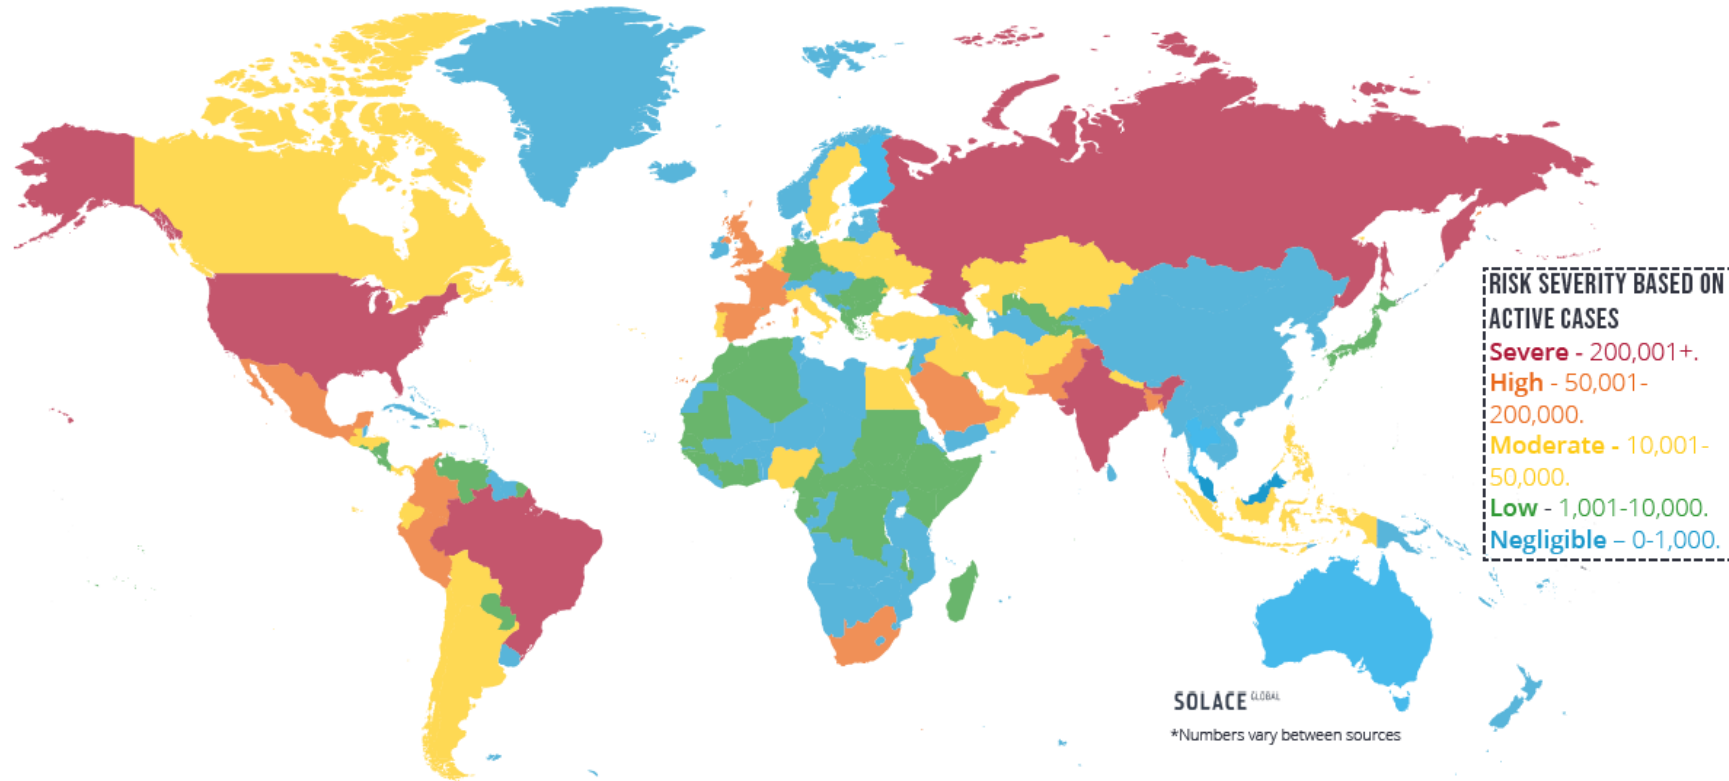 RISK SEVERITY BASED ON
ACTIVE CASES
Severe - 200,001+.
High - 50,001-
200,000.
Moderate - 10,001-
50,000.
Low - 1,001-10,000.
Negligible – 0-1,000.
SOLACE GLOBAL
*Numbers vary between sources